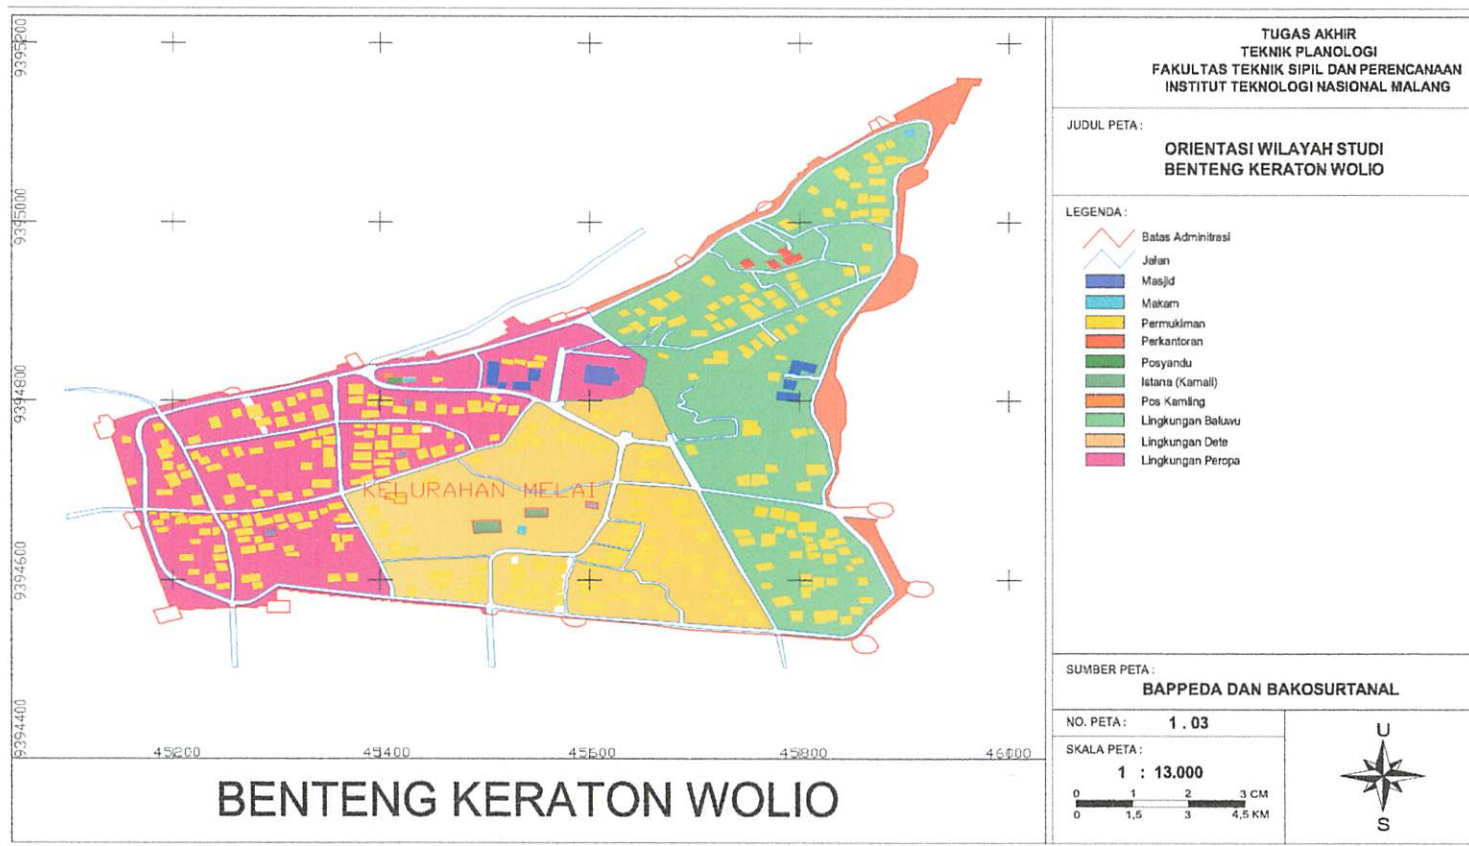 TUGAS AKHIR
TEKNIK PLANOLOGI
FAKULTAS TEKNIK SIPIL DAN PERENCANAAN
INSTITUT TEKNOLOGI NASIONAL MALANG
JUDUL PETA :
ORIENTASI WILAYAH STUDI
BENTENG KERATON WOLIO
LEGENDA :
Batas Adminitrasi
Jalan
Masjid
Makam
Permukiman
Perkantoran
Posyandu
Istana (Kamali)
Pos Kamling
Lingkungan Baluwu
Lingkungan Dete
Lingkungan Peropa
SUMBER PETA :
BAPPEDA DAN BAKOSURTANAL
NO. PETA : 1 . 03
SKALA PETA :
1 : 13.000
0 1 2 3 CM
0 1,5 3 4,5 KM
U
S
9395200
9395000
9394800
9394600
9394400
45200 45400 45600 45800 46000
KELURAHAN MELAI
BENTENG KERATON WOLIO